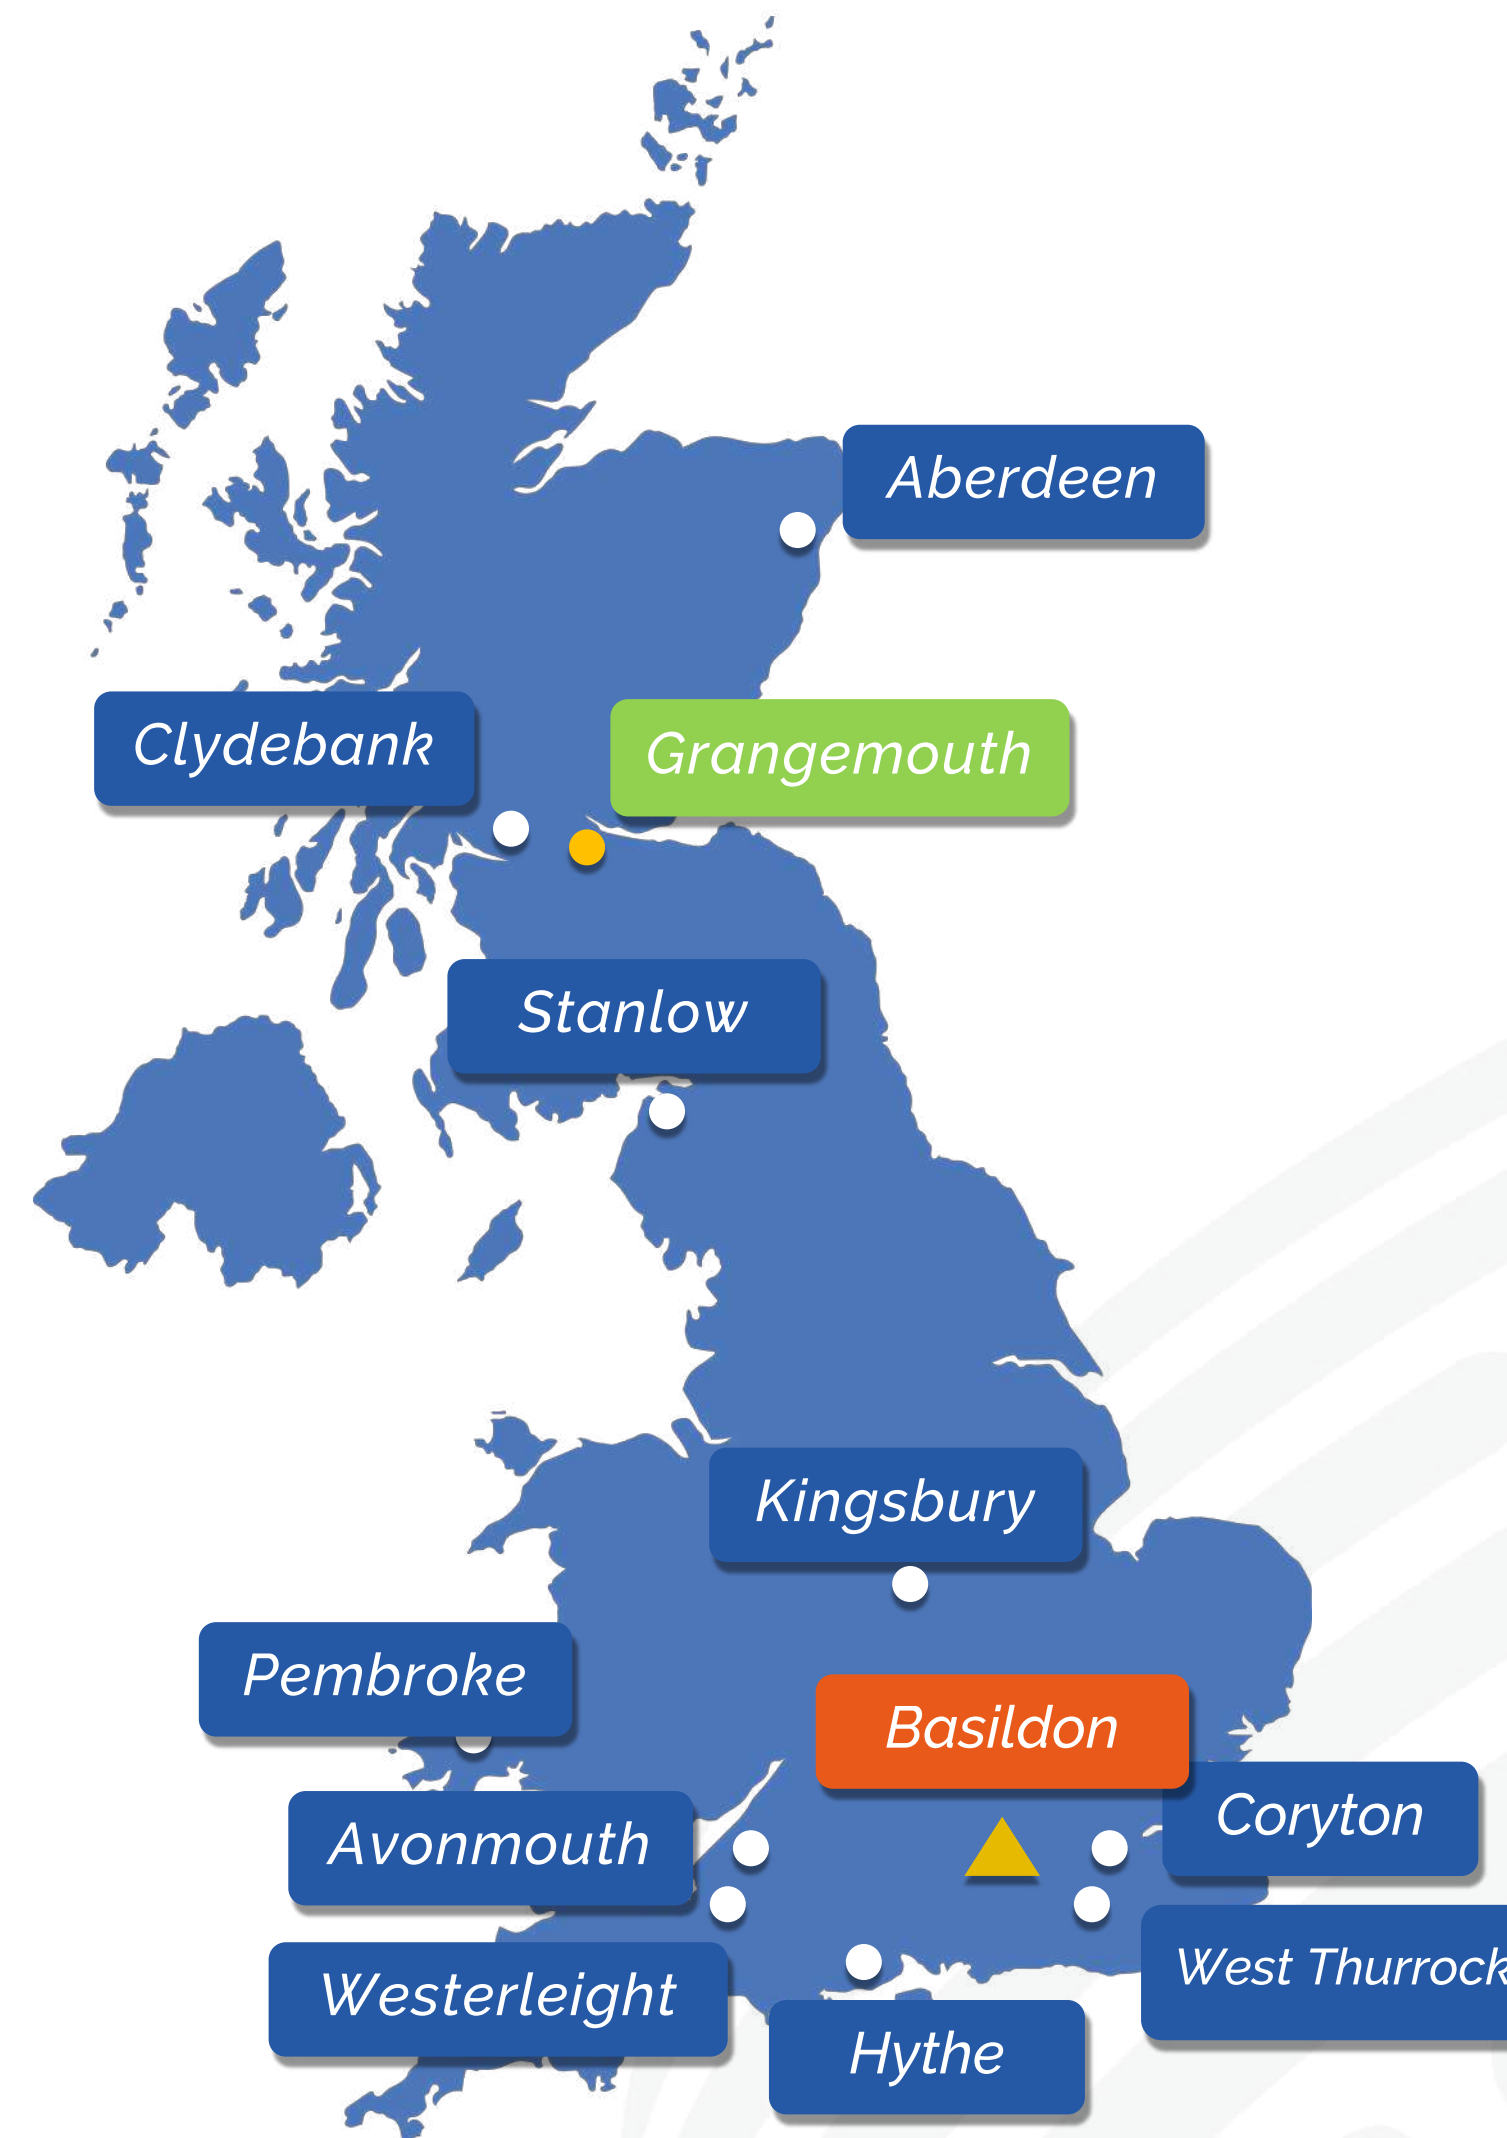 Aberdeen
Clydebank
Grangemouth
Stanlow
Kingsbury
Pembroke
Basildon
Coryton
Avonmouth
West Thurrock
Westerleight
Hythe